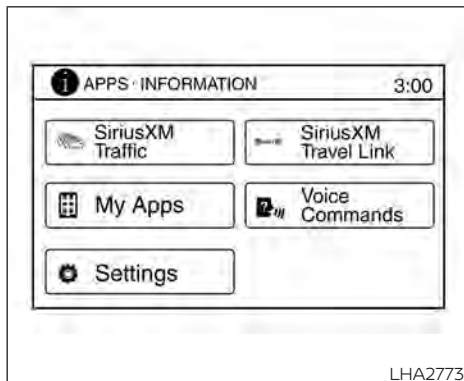 i APPS · INFORMATION 3:00
SiriusXM
Traffic
SiriusXM
Travel Link
My Apps
Voice
Commands
Settings
LHA2773